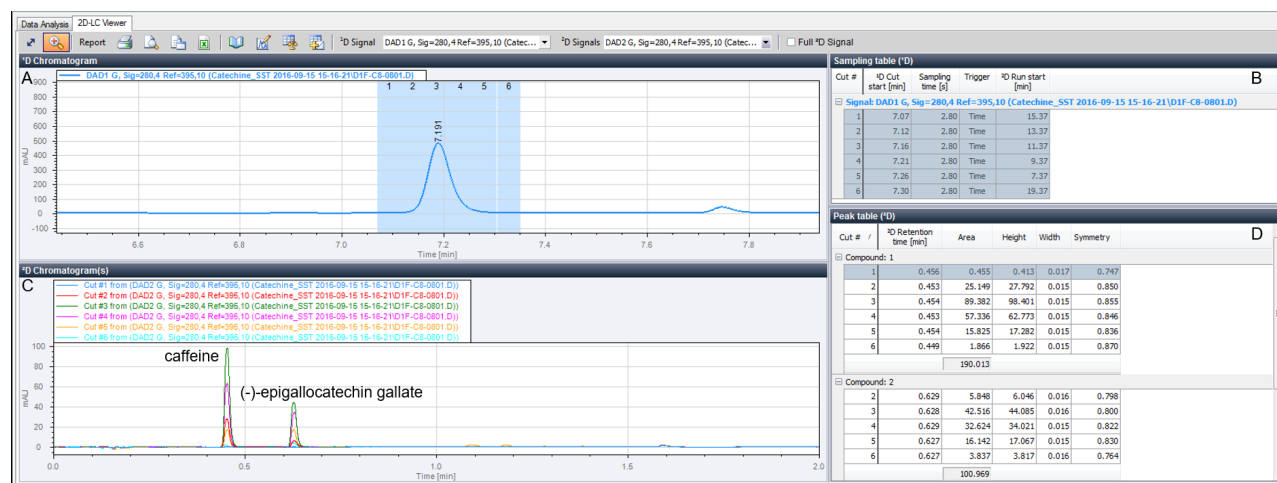 Data Analysis 2D-LC Viewer
Report ¹D Signal DAD1 G, Sig=280,4 Ref=395,10 (Catec... ²D Signals DAD2 G, Sig=280,4 Ref=395,10 (Catec... Full ²D Signal
¹D Chromatogram
A
DAD1 G, Sig=280,4 Ref=395,10 (Catechine_SST 2016-09-15 15-16-21\D1F-C8-0801.D)
1 2 3 4 5 6
900
800
700
600
500
400
300
200
100
0
-100
mAU
7.191
6.6 6.8 7.0 7.2 7.4 7.6 7.8
Time [min]
Sampling table (¹D)
B
Cut # ¹D Cut start [min] Sampling time [s] Trigger ²D Run start [min]
Signal: DAD1 G, Sig=280,4 Ref=395,10 (Catechine_SST 2016-09-15 15-16-21\D1F-C8-0801.D)
1 7.07 2.80 Time 15.37
2 7.12 2.80 Time 13.37
3 7.16 2.80 Time 11.37
4 7.21 2.80 Time 9.37
5 7.26 2.80 Time 7.37
6 7.30 2.80 Time 19.37
²D Chromatogram(s)
C
Cut #1 from (DAD2 G, Sig=280,4 Ref=395,10 (Catechine_SST 2016-09-15 15-16-21\D1F-C8-0801.D))
Cut #2 from (DAD2 G, Sig=280,4 Ref=395,10 (Catechine_SST 2016-09-15 15-16-21\D1F-C8-0801.D))
Cut #3 from (DAD2 G, Sig=280,4 Ref=395,10 (Catechine_SST 2016-09-15 15-16-21\D1F-C8-0801.D))
Cut #4 from (DAD2 G, Sig=280,4 Ref=395,10 (Catechine_SST 2016-09-15 15-16-21\D1F-C8-0801.D))
Cut #5 from (DAD2 G, Sig=280,4 Ref=395,10 (Catechine_SST 2016-09-15 15-16-21\D1F-C8-0801.D))
Cut #6 from (DAD2 G, Sig=280,4 Ref=395,10 (Catechine_SST 2016-09-15 15-16-21\D1F-C8-0801.D))
caffeine
(-)-epigallocatechin gallate
100
80
60
40
20
0
mAU
0.0 0.5 1.0 1.5 2.0
Time [min]
Peak table (²D)
D
Cut # / ²D Retention time [min] Area Height Width Symmetry
Compound: 1
1 0.456 0.455 0.413 0.017 0.747
2 0.453 25.149 27.792 0.015 0.850
3 0.454 89.382 98.401 0.015 0.855
4 0.453 57.336 62.773 0.015 0.846
5 0.454 15.825 17.282 0.015 0.836
6 0.449 1.866 1.922 0.015 0.870
190.013
Compound: 2
2 0.629 5.848 6.046 0.016 0.798
3 0.628 42.516 44.085 0.016 0.800
4 0.629 32.624 34.021 0.015 0.822
5 0.627 16.142 17.067 0.015 0.830
6 0.627 3.837 3.817 0.016 0.764
100.969